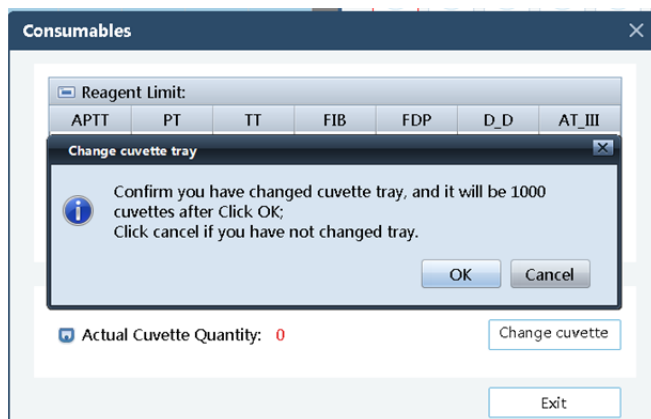 Consumables
Reagent Limit:
APTT PT TT FIB FDP D_D AT_III
Change cuvette tray
Confirm you have changed cuvette tray, and it will be 1000
cuvettes after Click OK;
Click cancel if you have not changed tray.
OK Cancel
Actual Cuvette Quantity: 0 Change cuvette
Exit